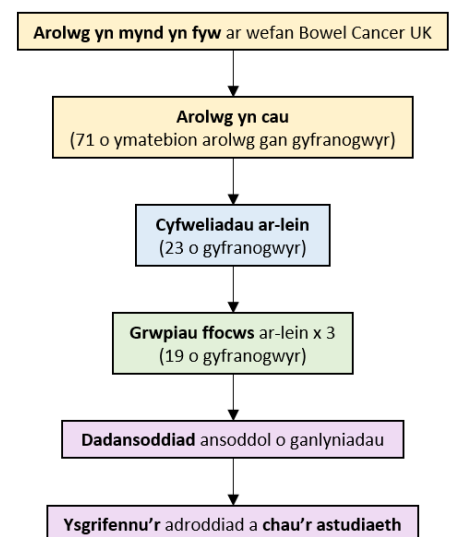 Arolwg yn mynd yn fyw ar wefan Bowel Cancer UK
Arolwg yn cau
(71 o ymatebion arolwg gan gyfranogwyr)
Cyfweliadau ar-lein
(23 o gyfranogwyr)
Grwpiau ffocws ar-lein x 3
(19 o gyfranogwyr)
Dadansoddiad ansoddol o ganlyniadau
Ysgrifennu’r adroddiad a chau’r astudiaeth